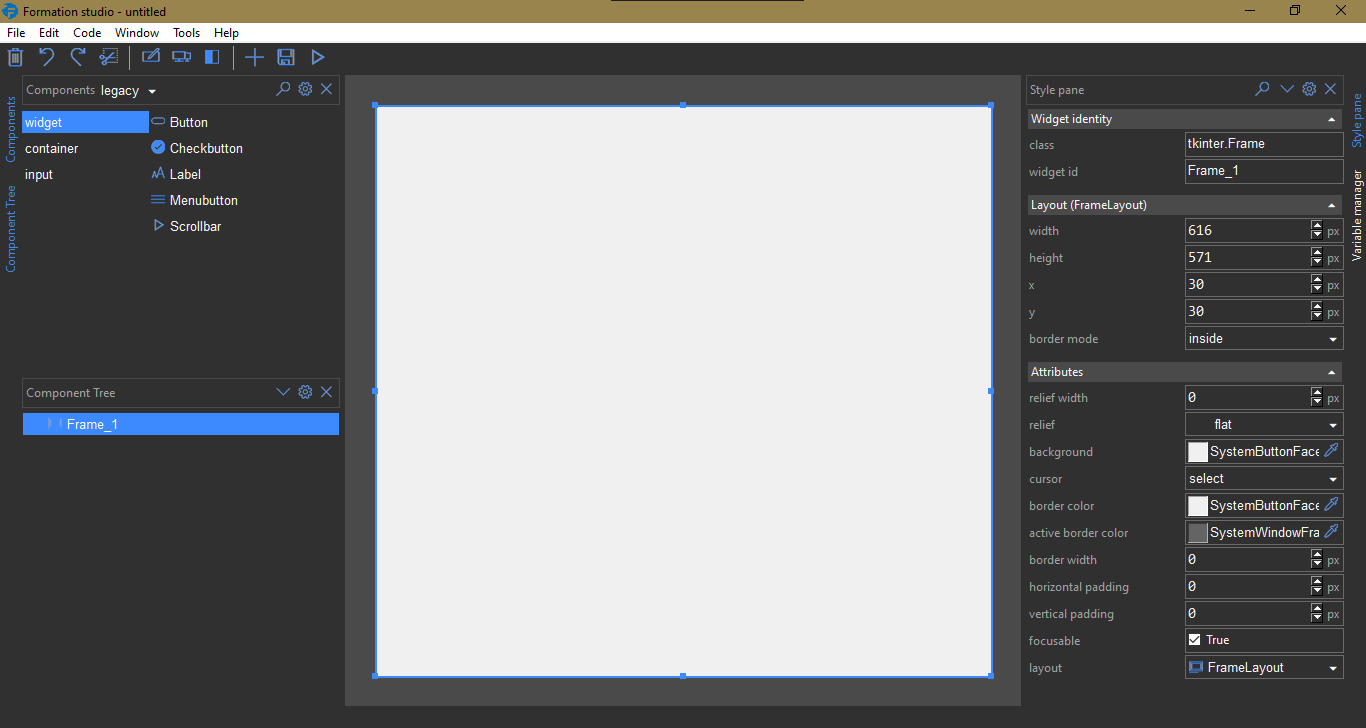 Formation studio - untitled
File Edit Code Window Tools Help
Components legacy
Components
Component Tree
widget
container
input
Button
Checkbutton
Label
Menubutton
Scrollbar
Component Tree
Frame_1
Style pane
Widget identity
class tkinter.Frame
widget id Frame_1
Layout (FrameLayout)
width 616 px
height 571 px
x 30 px
y 30 px
border mode inside
Attributes
relief width 0 px
relief flat
background SystemButtonFace
cursor select
border color SystemButtonFace
active border color SystemWindowFra
border width 0 px
horizontal padding 0 px
vertical padding 0 px
focusable True
layout FrameLayout
Style pane
Variable manager